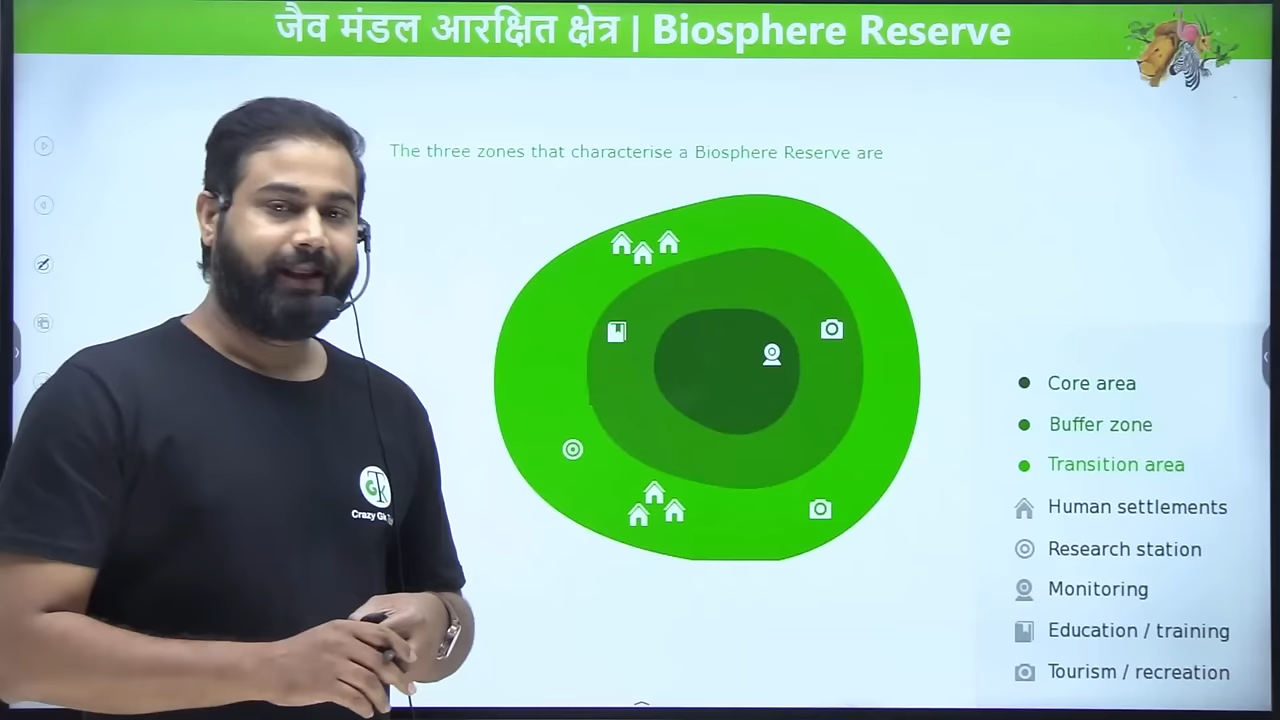 जैव मंडल आरक्षित क्षेत्र | Biosphere Reserve
The three zones that characterise a Biosphere Reserve are
Core area
Buffer zone
Transition area
Human settlements
Research station
Monitoring
Education / training
Tourism / recreation
GTK
Crazy Gk